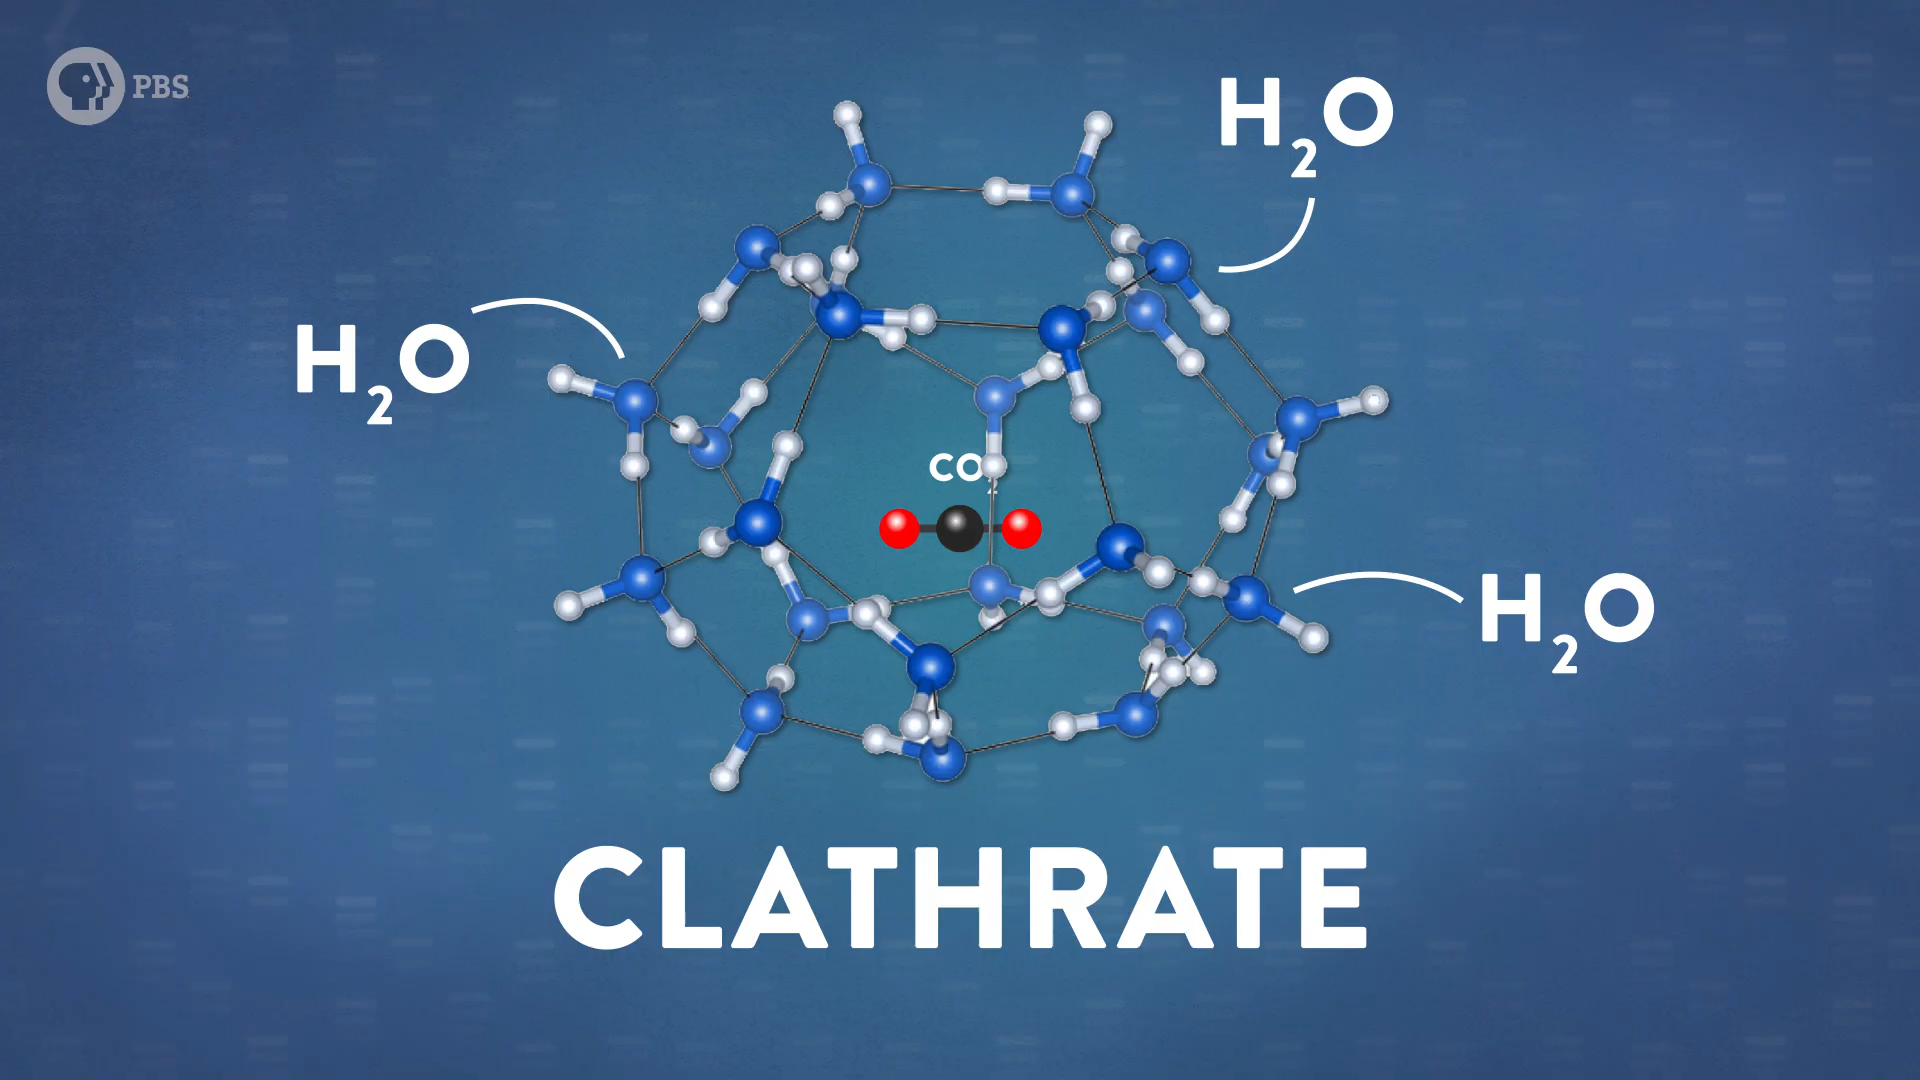 PBS
H₂O
H₂O
CO₂
H₂O
CLATHRATE